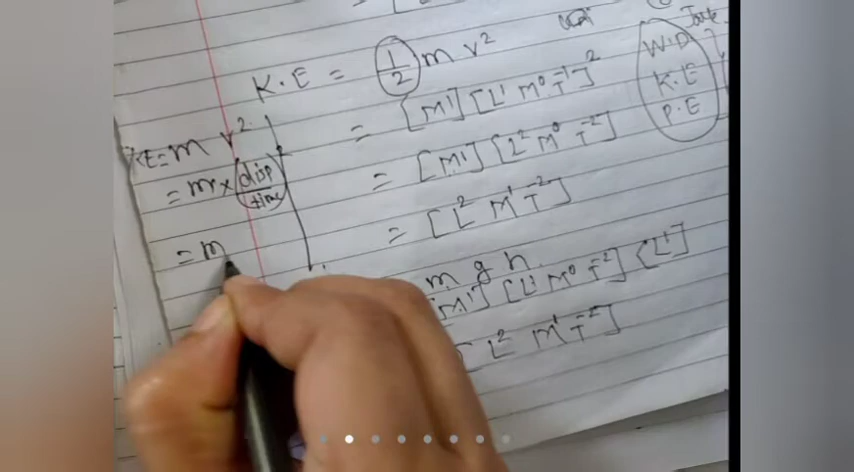 K.E = 1/2 m v²
= [M¹] [L¹ M⁰ T⁻¹]²
= [M¹] [L² M⁰ T⁻²]
= [L² M¹ T⁻²]
m g h
[M¹] [L¹ M⁰ T⁻²] [L¹]
[L² M¹ T⁻²]
W.D
K.E
P.E
KE = m v²
= m × (disp/time)²
= m